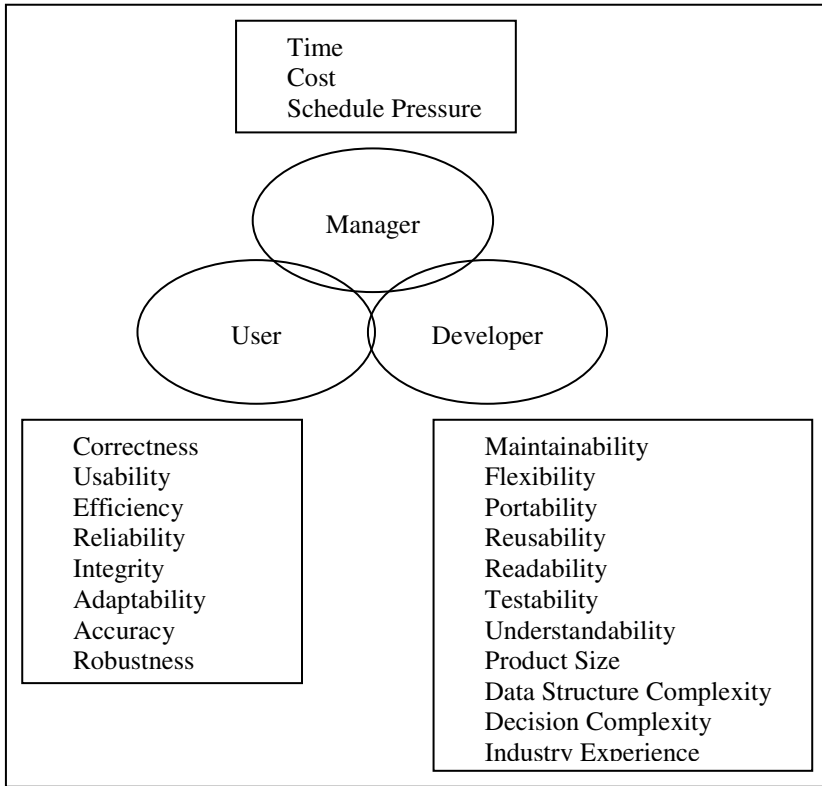 Time
Cost
Schedule Pressure
Manager
User
Developer
Correctness
Usability
Efficiency
Reliability
Integrity
Adaptability
Accuracy
Robustness
Maintainability
Flexibility
Portability
Reusability
Readability
Testability
Understandability
Product Size
Data Structure Complexity
Decision Complexity
Industry Experience